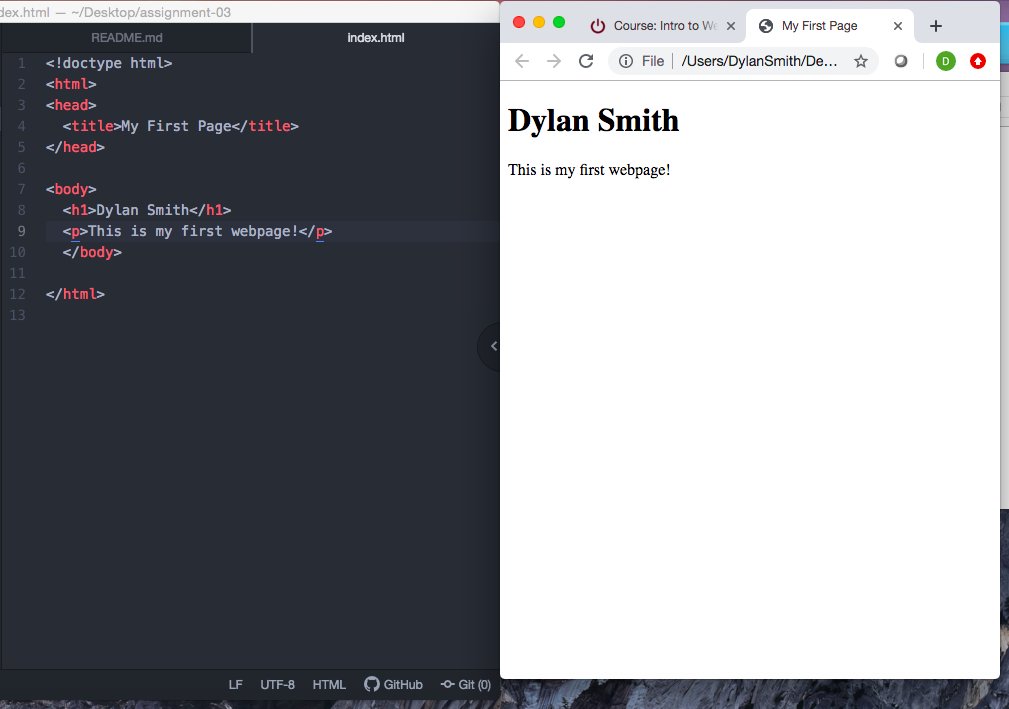 dex.html — ~/Desktop/assignment-03
README.md
index.html
1 <!doctype html>
2 <html>
3 <head>
4 <title>My First Page</title>
5 </head>
6
7 <body>
8 <h1>Dylan Smith</h1>
9 <p>This is my first webpage!</p>
10 </body>
11
12 </html>
13
LF UTF-8 HTML GitHub Git (0)
Course: Intro to We
My First Page
File /Users/DylanSmith/De...
D
Dylan Smith
This is my first webpage!